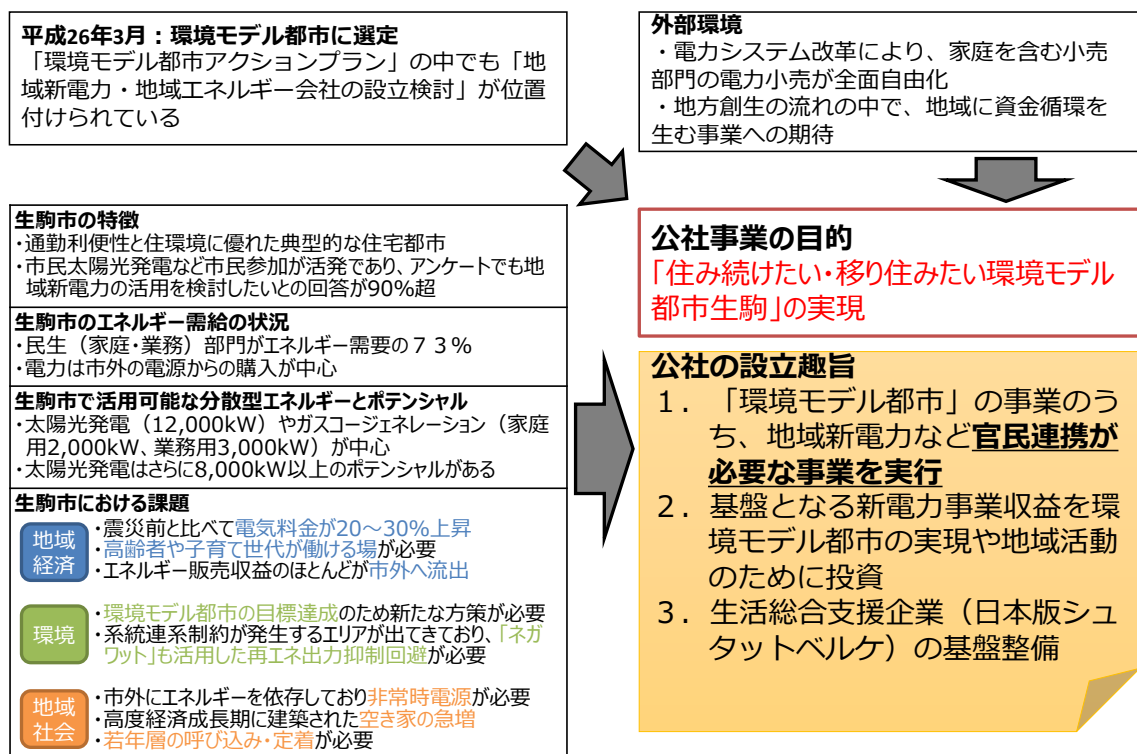 平成26年3月：環境モデル都市に選定
「環境モデル都市アクションプラン」の中でも「地
域新電力・地域エネルギー会社の設立検討」が位置
付けられている
外部環境
・電力システム改革により、家庭を含む小売
部門の電力小売が全面自由化
・地方創生の流れの中で、地域に資金循環を
生む事業への期待
生駒市の特徴
・通勤利便性と住環境に優れた典型的な住宅都市
・市民太陽光発電など市民参加が活発であり、アンケートでも地
域新電力の活用を検討したいとの回答が90%超
生駒市のエネルギー需給の状況
・民生（家庭・業務）部門がエネルギー需要の７３%
・電力は市外の電源からの購入が中心
生駒市で活用可能な分散型エネルギーとポテンシャル
・太陽光発電（12,000kW）やガスコージェネレーション（家庭
用2,000kW、業務用3,000kW）が中心
・太陽光発電はさらに8,000kW以上のポテンシャルがある
生駒市における課題
地域
経済
・震災前と比べて電気料金が20～30%上昇
・高齢者や子育て世代が働ける場が必要
・エネルギー販売収益のほとんどが市外へ流出
環境
・環境モデル都市の目標達成のため新たな方策が必要
・系統連系制約が発生するエリアが出てきており、「ネガ
ワット」も活用した再エネ出力抑制回避が必要
地域
社会
・市外にエネルギーを依存しており非常時電源が必要
・高度経済成長期に建築された空き家の急増
・若年層の呼び込み・定着が必要
公社事業の目的
「住み続けたい・移り住みたい環境モデル
都市生駒」の実現
公社の設立趣旨
１．「環境モデル都市」の事業のう
ち、地域新電力など官民連携が
必要な事業を実行
２．基盤となる新電力事業収益を環
境モデル都市の実現や地域活動
のために投資
３．生活総合支援企業（日本版シュ
タットベルケ）の基盤整備